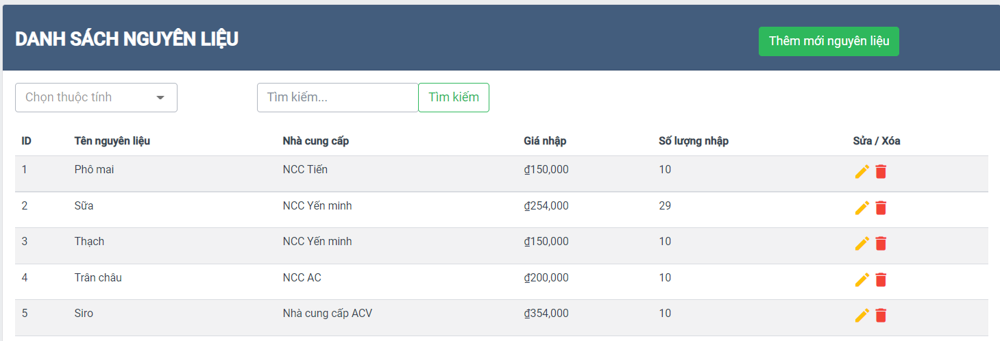 DANH SÁCH NGUYÊN LIỆU
Thêm mới nguyên liệu
Chọn thuộc tính
Tìm kiếm...
Tìm kiếm
ID Tên nguyên liệu Nhà cung cấp Giá nhập Số lượng nhập Sửa / Xóa
1 Phô mai NCC Tiến ₫150,000 10
2 Sữa NCC Yến minh ₫254,000 29
3 Thạch NCC Yến minh ₫150,000 10
4 Trân châu NCC AC ₫200,000 10
5 Siro Nhà cung cấp ACV ₫354,000 10